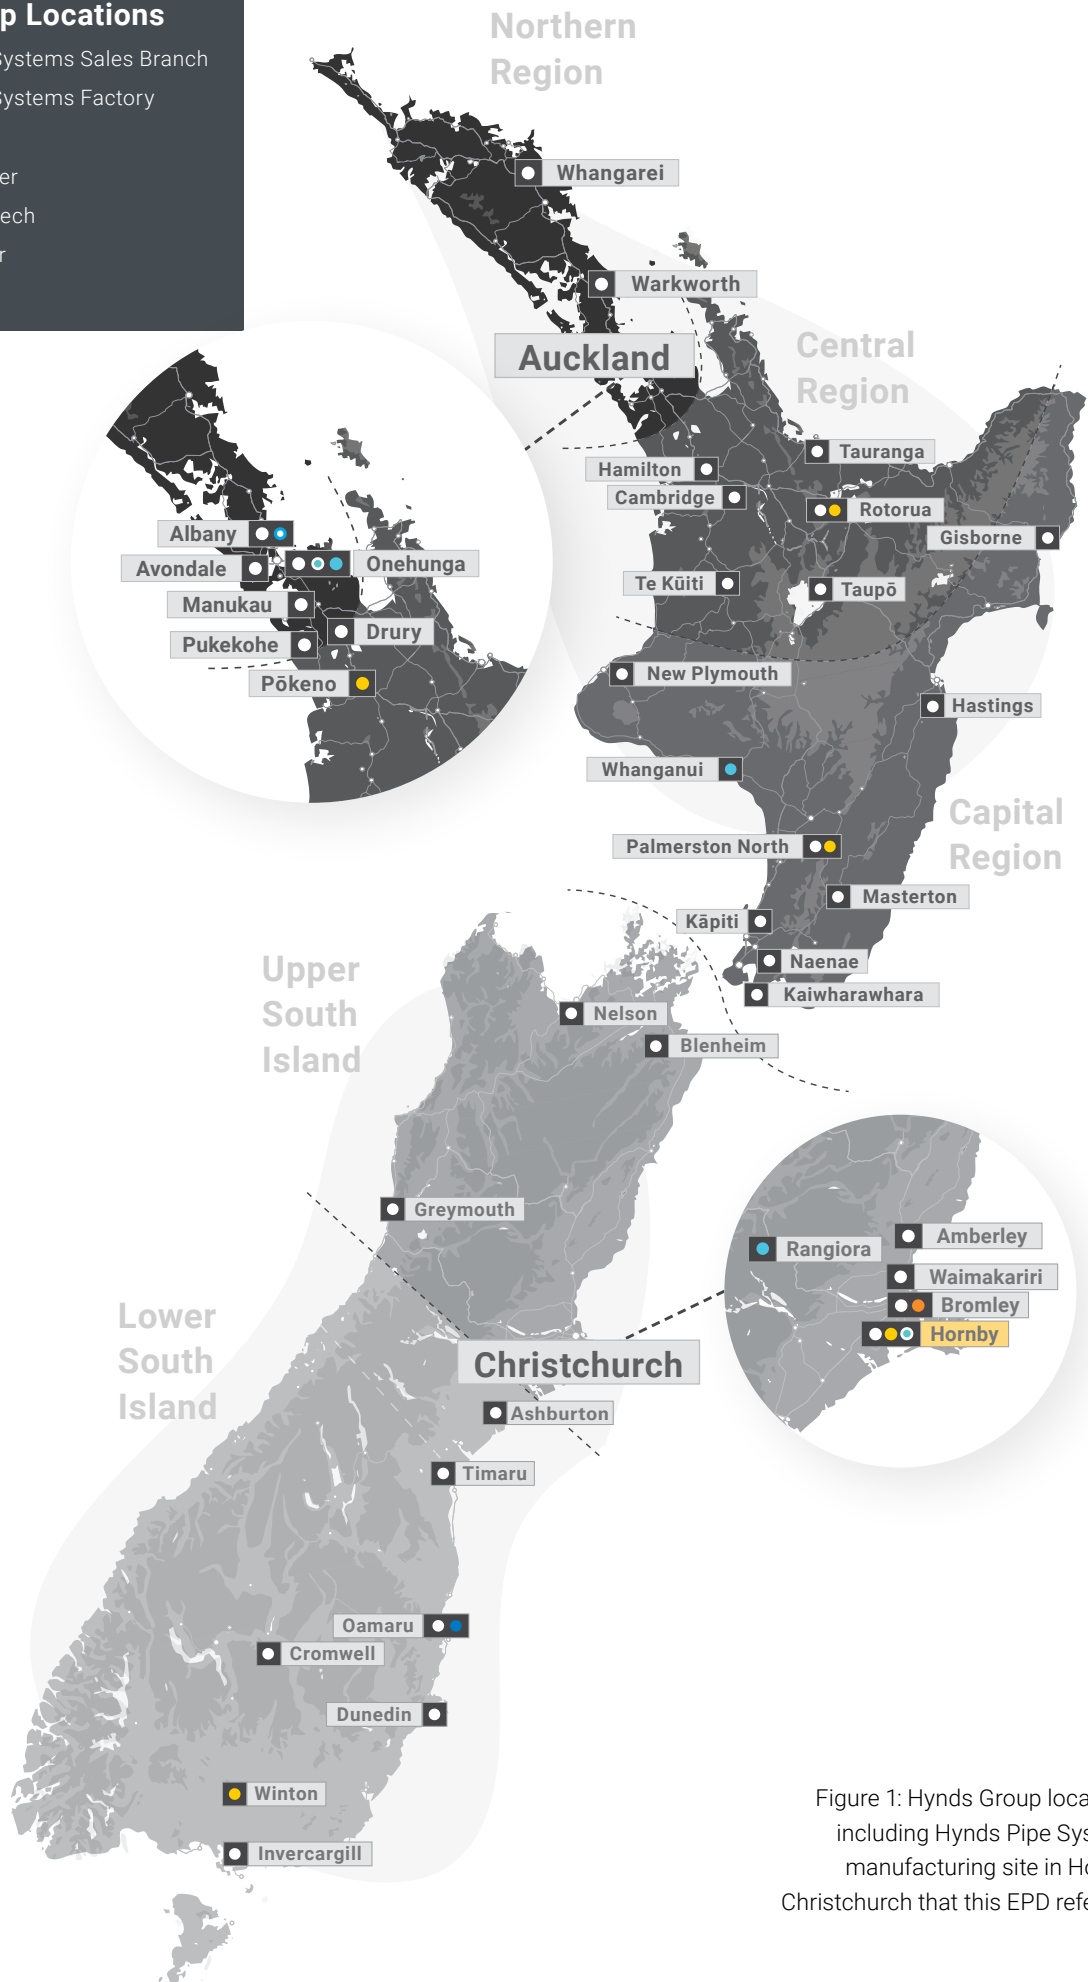 p Locations
Systems Sales Branch
Systems Factory
er
ech
r
Northern
Region
Whangarei
Warkworth
Auckland
Central
Region
Tauranga
Hamilton
Cambridge
Rotorua
Gisborne
Te Kūiti
Taupō
Albany
Avondale
Onehunga
Manukau
Drury
Pukekohe
Pōkeno
New Plymouth
Hastings
Whanganui
Capital
Region
Palmerston North
Masterton
Kāpiti
Naenae
Kaiwharawhara
Upper
South
Island
Nelson
Blenheim
Greymouth
Amberley
Rangiora
Waimakariri
Bromley
Hornby
Lower
South
Island
Christchurch
Ashburton
Timaru
Oamaru
Cromwell
Dunedin
Winton
Invercargill
Figure 1: Hynds Group loca
including Hynds Pipe Sys
manufacturing site in Ho
Christchurch that this EPD refe